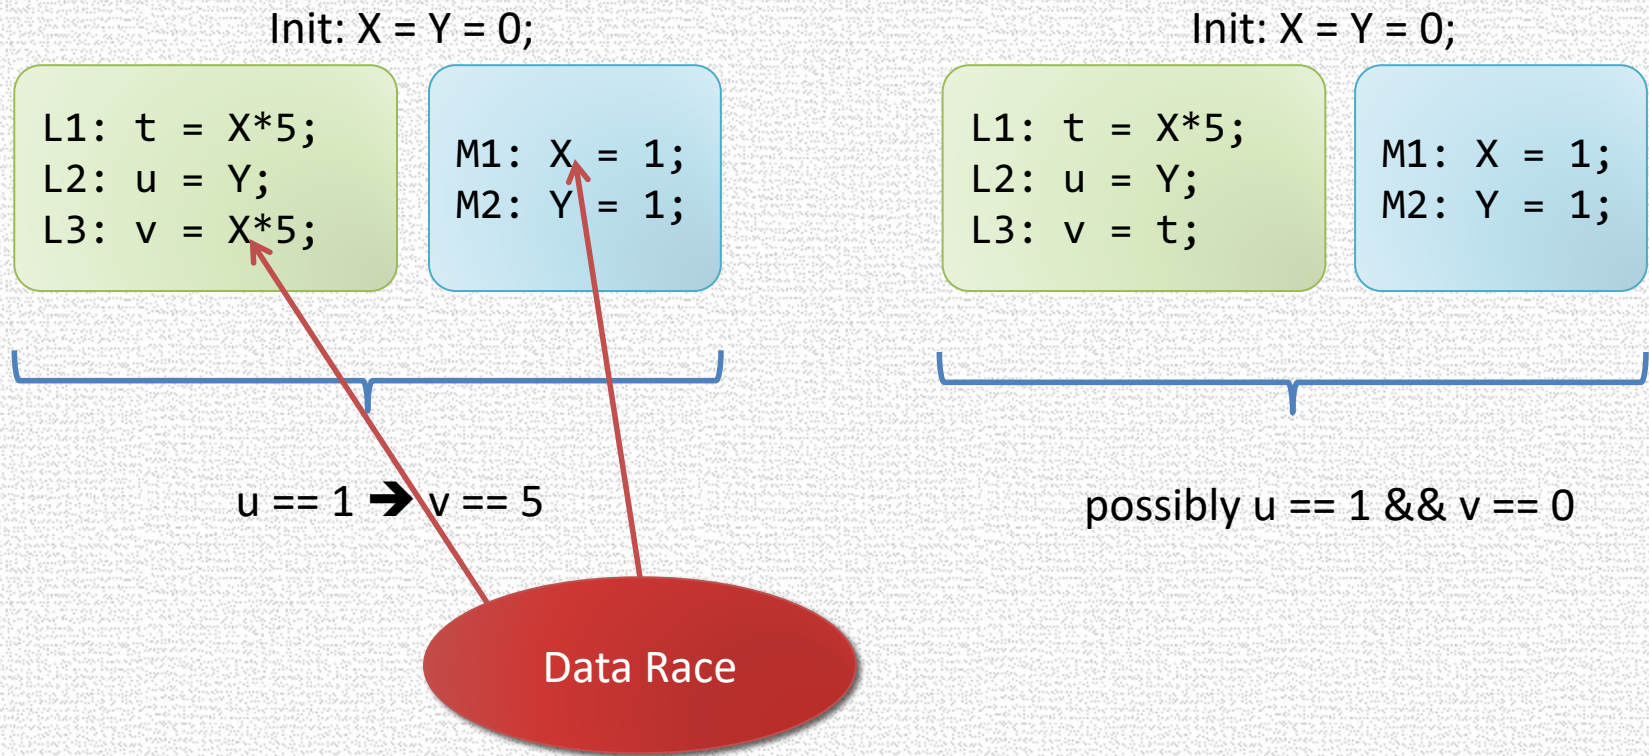 Init: X = Y = 0;
L1: t = X*5;
L2: u = Y;
L3: v = X*5;
M1: X = 1;
M2: Y = 1;
u == 1 ➔ v == 5
Data Race
Init: X = Y = 0;
L1: t = X*5;
L2: u = Y;
L3: v = t;
M1: X = 1;
M2: Y = 1;
possibly u == 1 && v == 0